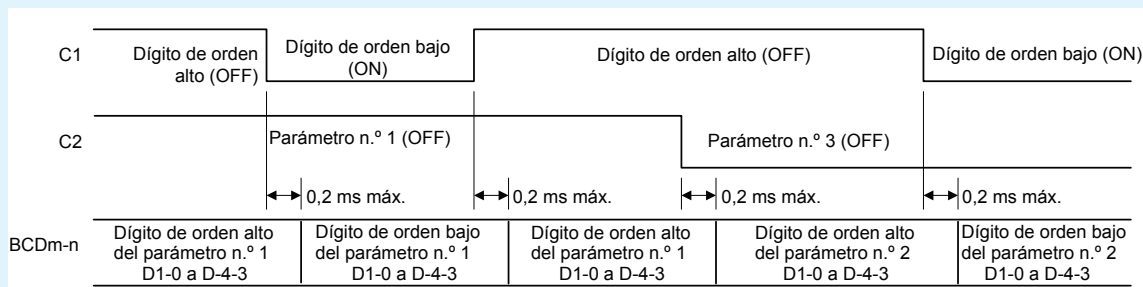 C1
Dígito de orden
alto (OFF)
Dígito de orden bajo
(ON)
Dígito de orden alto (OFF)
Dígito de orden bajo (ON)
C2
Parámetro n.º 1 (OFF)
Parámetro n.º 3 (OFF)
0,2 ms máx.
0,2 ms máx.
0,2 ms máx.
0,2 ms máx.
BCDm-n
Dígito de orden alto
del parámetro n.º 1
D1-0 a D-4-3
Dígito de orden bajo
del parámetro n.º 1
D1-0 a D-4-3
Dígito de orden alto
del parámetro n.º 1
D1-0 a D-4-3
Dígito de orden alto
del parámetro n.º 2
D1-0 a D-4-3
Dígito de orden bajo
del parámetro n.º 2
D1-0 a D-4-3